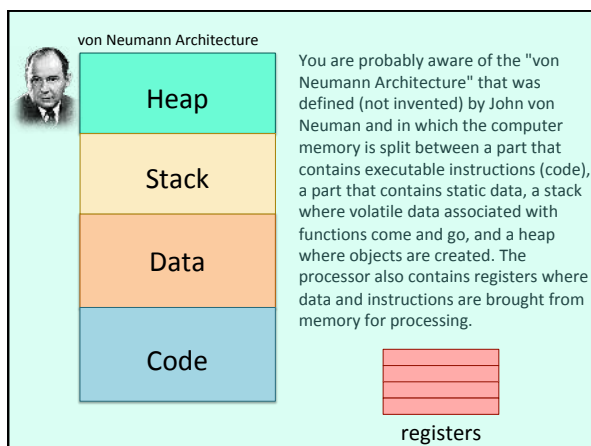 von Neumann Architecture
Heap
Stack
Data
Code
You are probably aware of the "von
Neumann Architecture" that was
defined (not invented) by John von
Neuman and in which the computer
memory is split between a part that
contains executable instructions (code),
a part that contains static data, a stack
where volatile data associated with
functions come and go, and a heap
where objects are created. The
processor also contains registers where
data and instructions are brought from
memory for processing.
registers